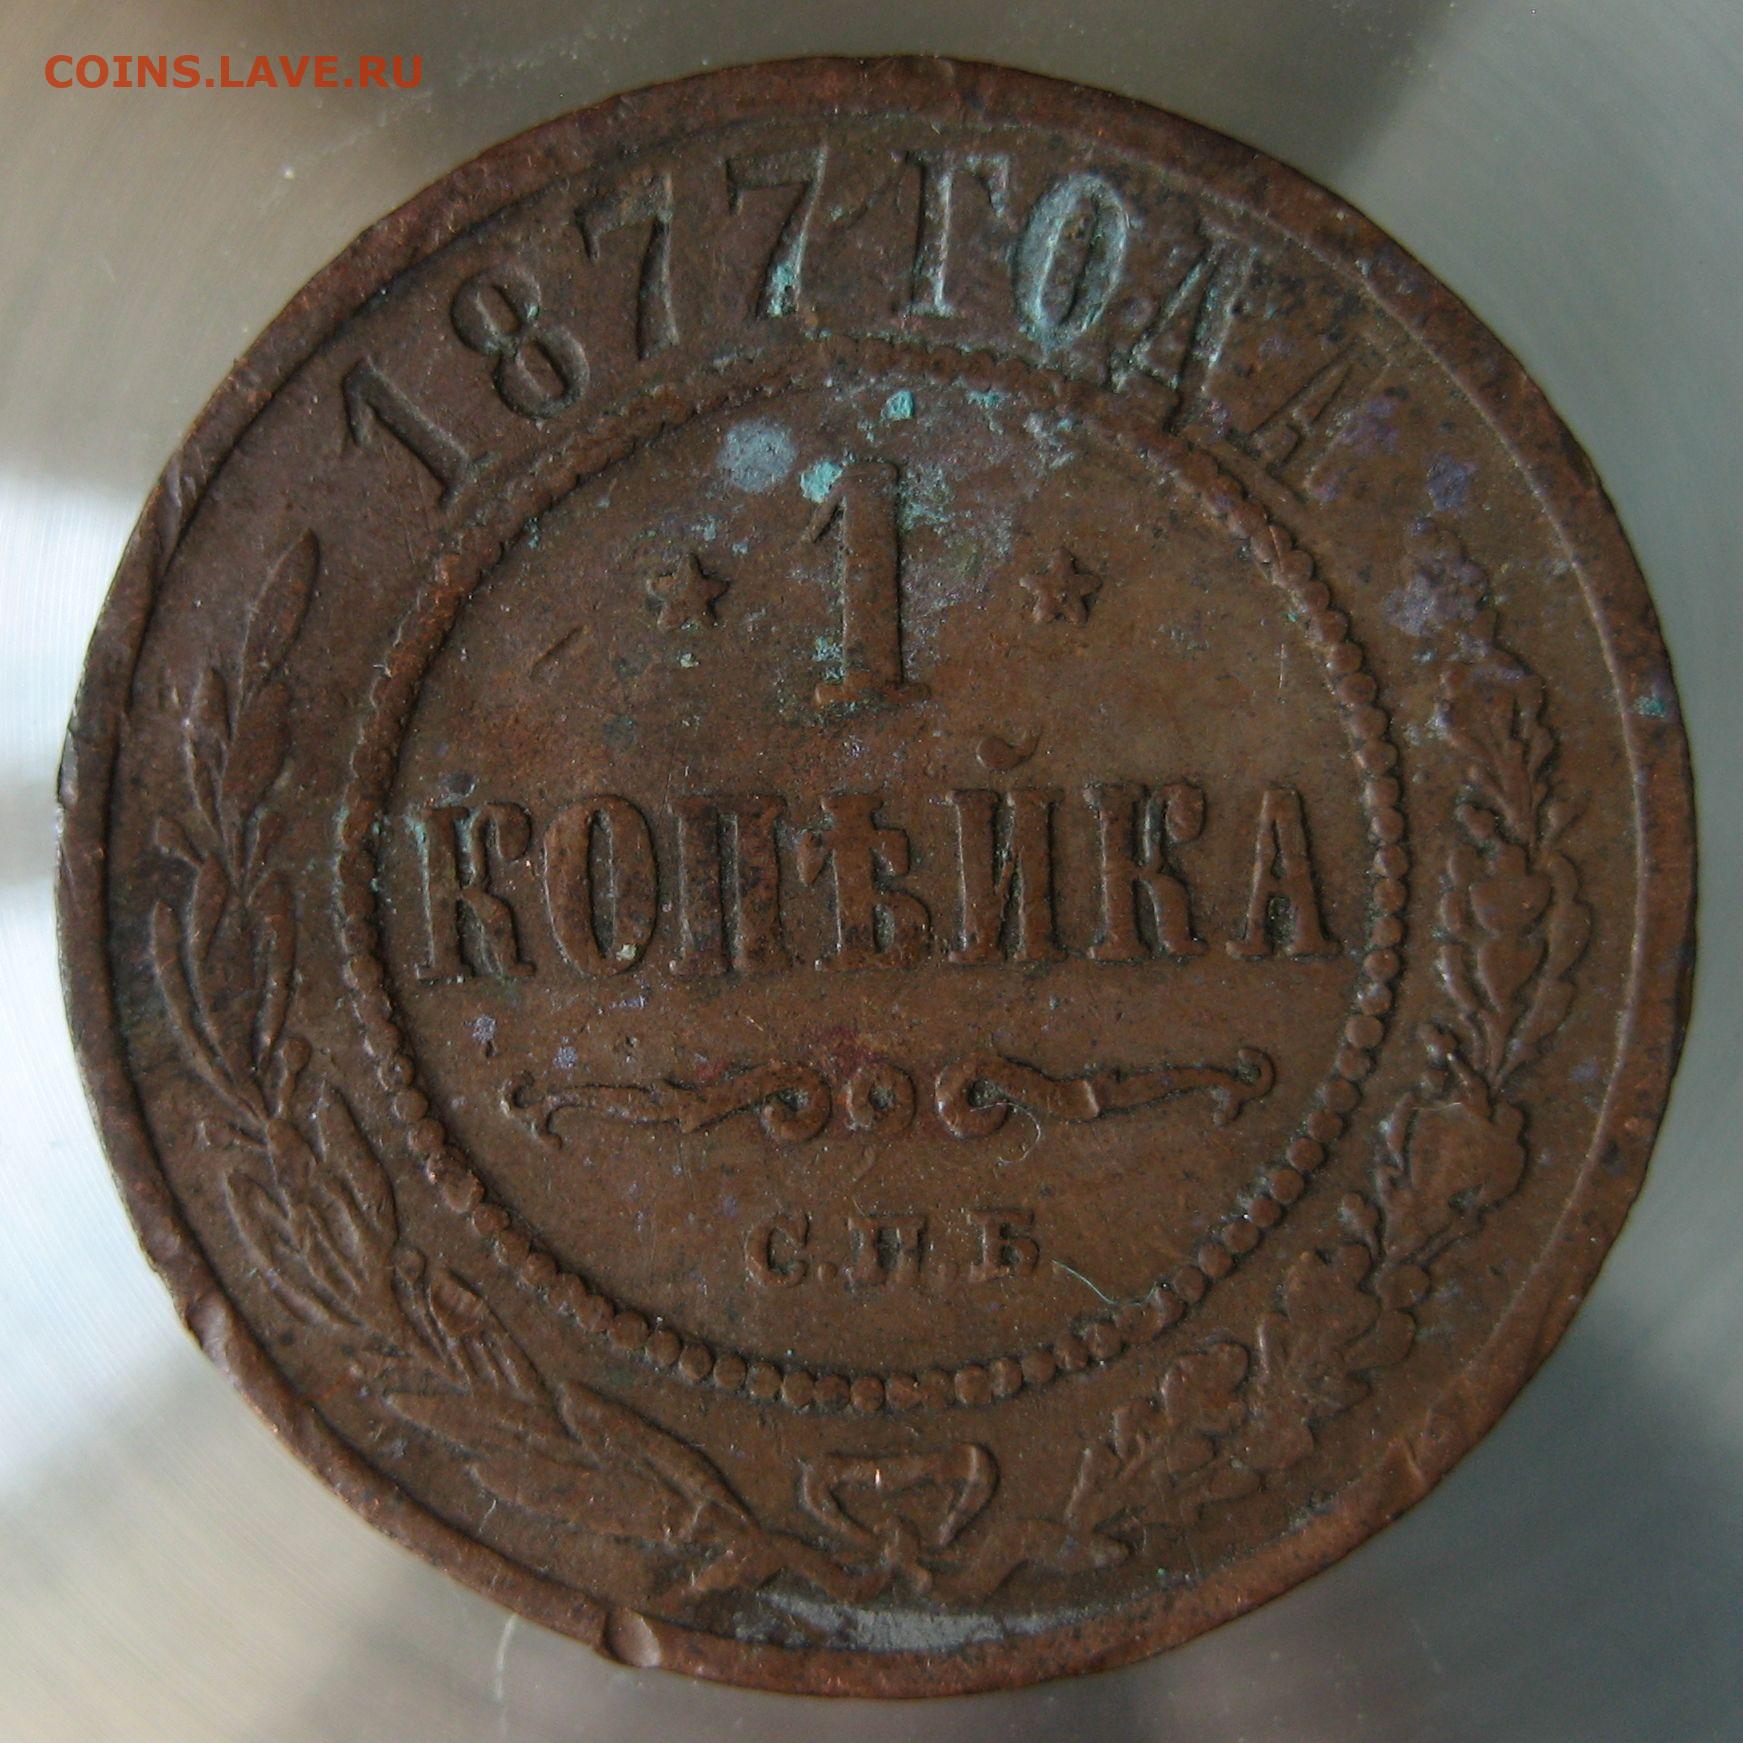 COINS.LAVE.RU
1877 ГОДА
1
КОПѢЙКА
С.П.Б.